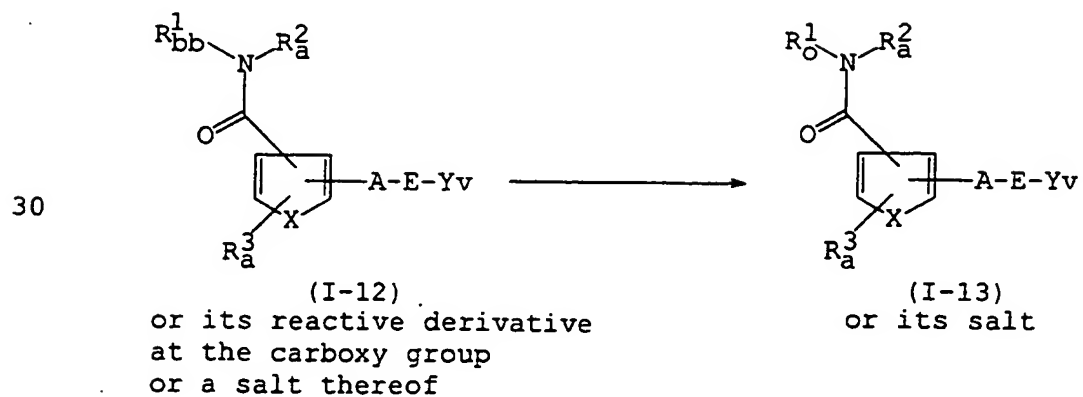 R¹bb N R²a R¹o N R²a
O O
30 A-E-Yv A-E-Yv
X X
R³a R³a
(I-12) (I-13)
or its reactive derivative or its salt
at the carboxy group
or a salt thereof